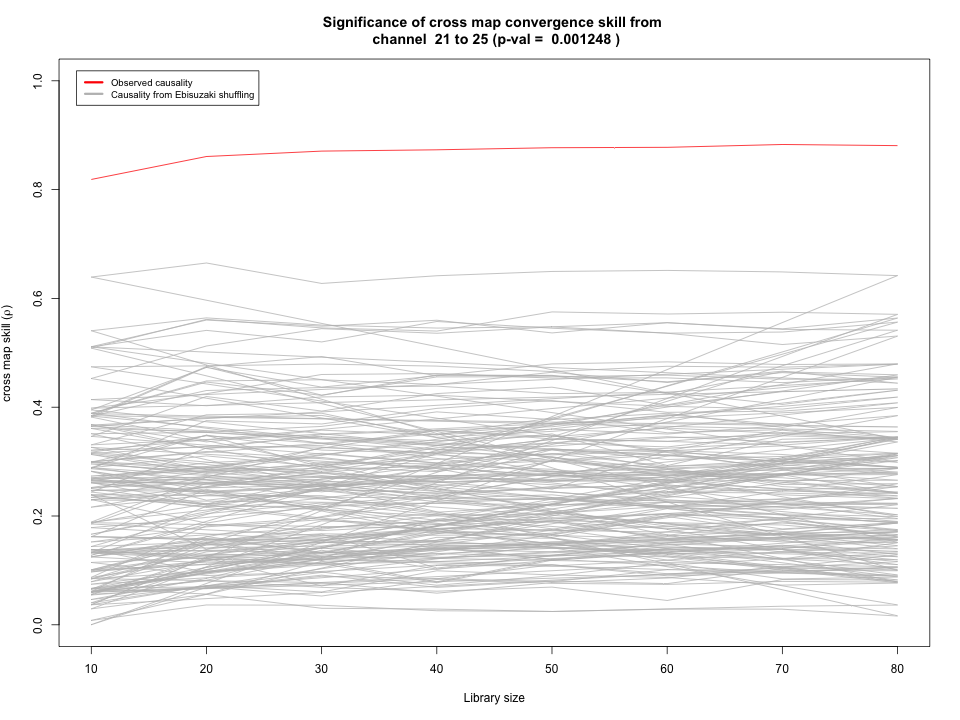 Significance of cross map convergence skill from
channel  21 to 25 (p-val =  0.001248 )
Observed causality
Causality from Ebisuzaki shuffling
cross map skill (ρ)
1.0
0.8
0.6
0.4
0.2
0.0
10 20 30 40 50 60 70 80
Library size